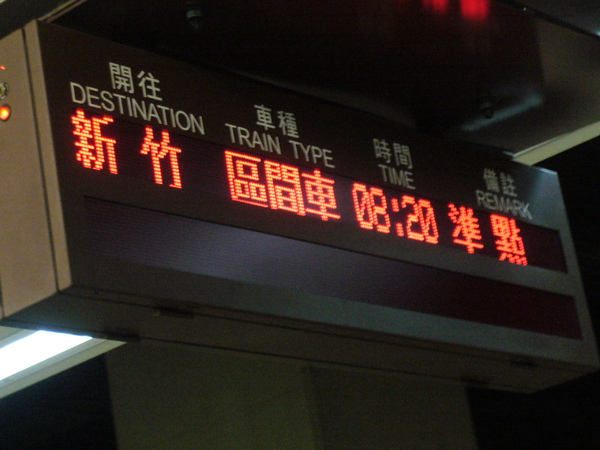 開往 車種 時間 備註
DESTINATION TRAIN TYPE TIME REMARK
新竹 區間車 08:20 準點